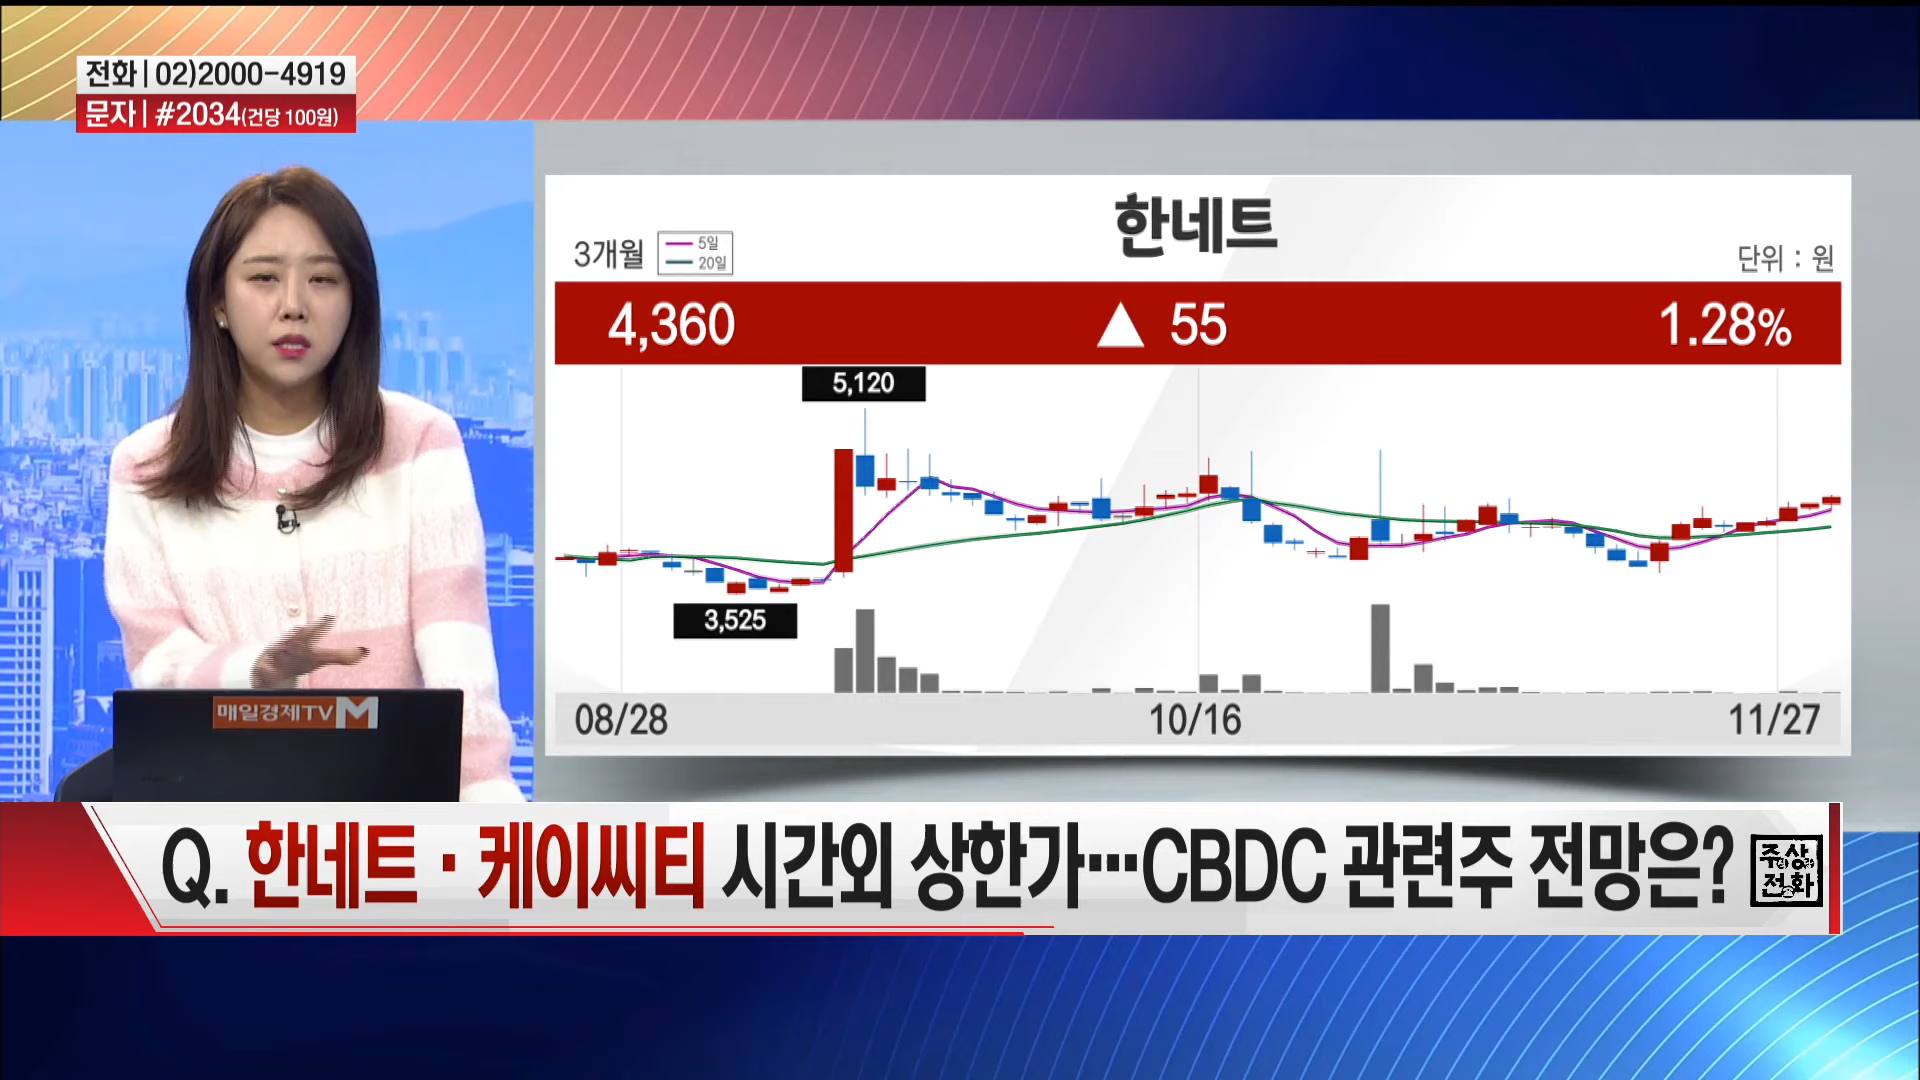 전화 | 02)2000-4919
문자 | #2034(건당 100원)
한네트
3개월
5일
20일
단위 : 원
4,360 ▲ 55 1.28%
5,120
3,525
08/28 10/16 11/27
매일경제TV M
Q. 한네트·케이씨티 시간외 상한가…CBDC 관련주 전망은?
주상
전화